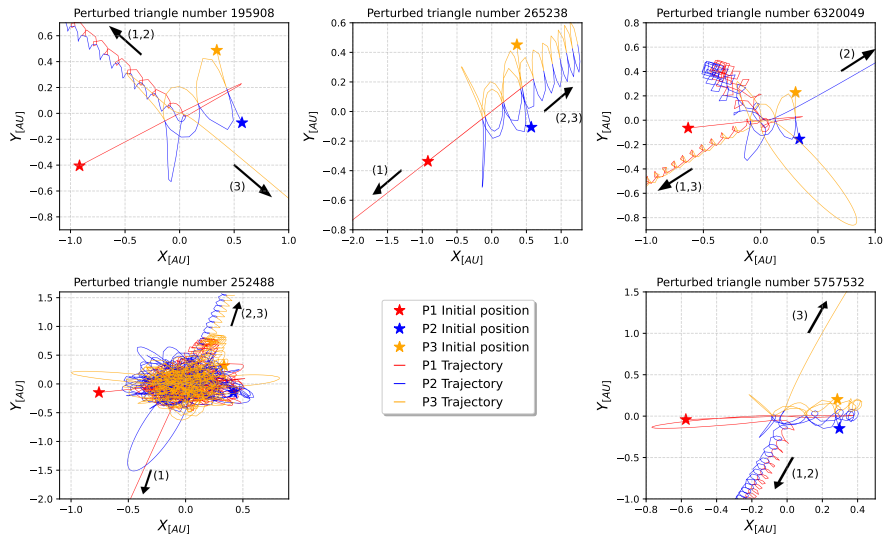 Perturbed triangle number 195908
0.6
0.4
0.2
0.0
−0.2
−0.4
−0.6
−0.8
Y[AU]
(1,2)
(3)
−1.0 −0.5 0.0 0.5 1.0
X[AU]
Perturbed triangle number 265238
0.6
0.4
0.2
0.0
−0.2
−0.4
−0.6
−0.8
Y[AU]
(2,3)
(1)
−2.0 −1.5 −1.0 −0.5 0.0 0.5 1.0
X[AU]
Perturbed triangle number 6320049
0.8
0.6
0.4
0.2
0.0
−0.2
−0.4
−0.6
−0.8
Y[AU]
(2)
(1,3)
−1.0 −0.5 0.0 0.5 1.0
X[AU]
Perturbed triangle number 252488
1.5
1.0
0.5
0.0
−0.5
−1.0
−1.5
−2.0
Y[AU]
(2,3)
(1)
−1.0 −0.5 0.0 0.5
X[AU]
P1 Initial position
P2 Initial position
P3 Initial position
P1 Trajectory
P2 Trajectory
P3 Trajectory
Perturbed triangle number 5757532
1.5
1.0
0.5
0.0
−0.5
−1.0
Y[AU]
(3)
(1,2)
−0.8 −0.6 −0.4 −0.2 0.0 0.2 0.4
X[AU]